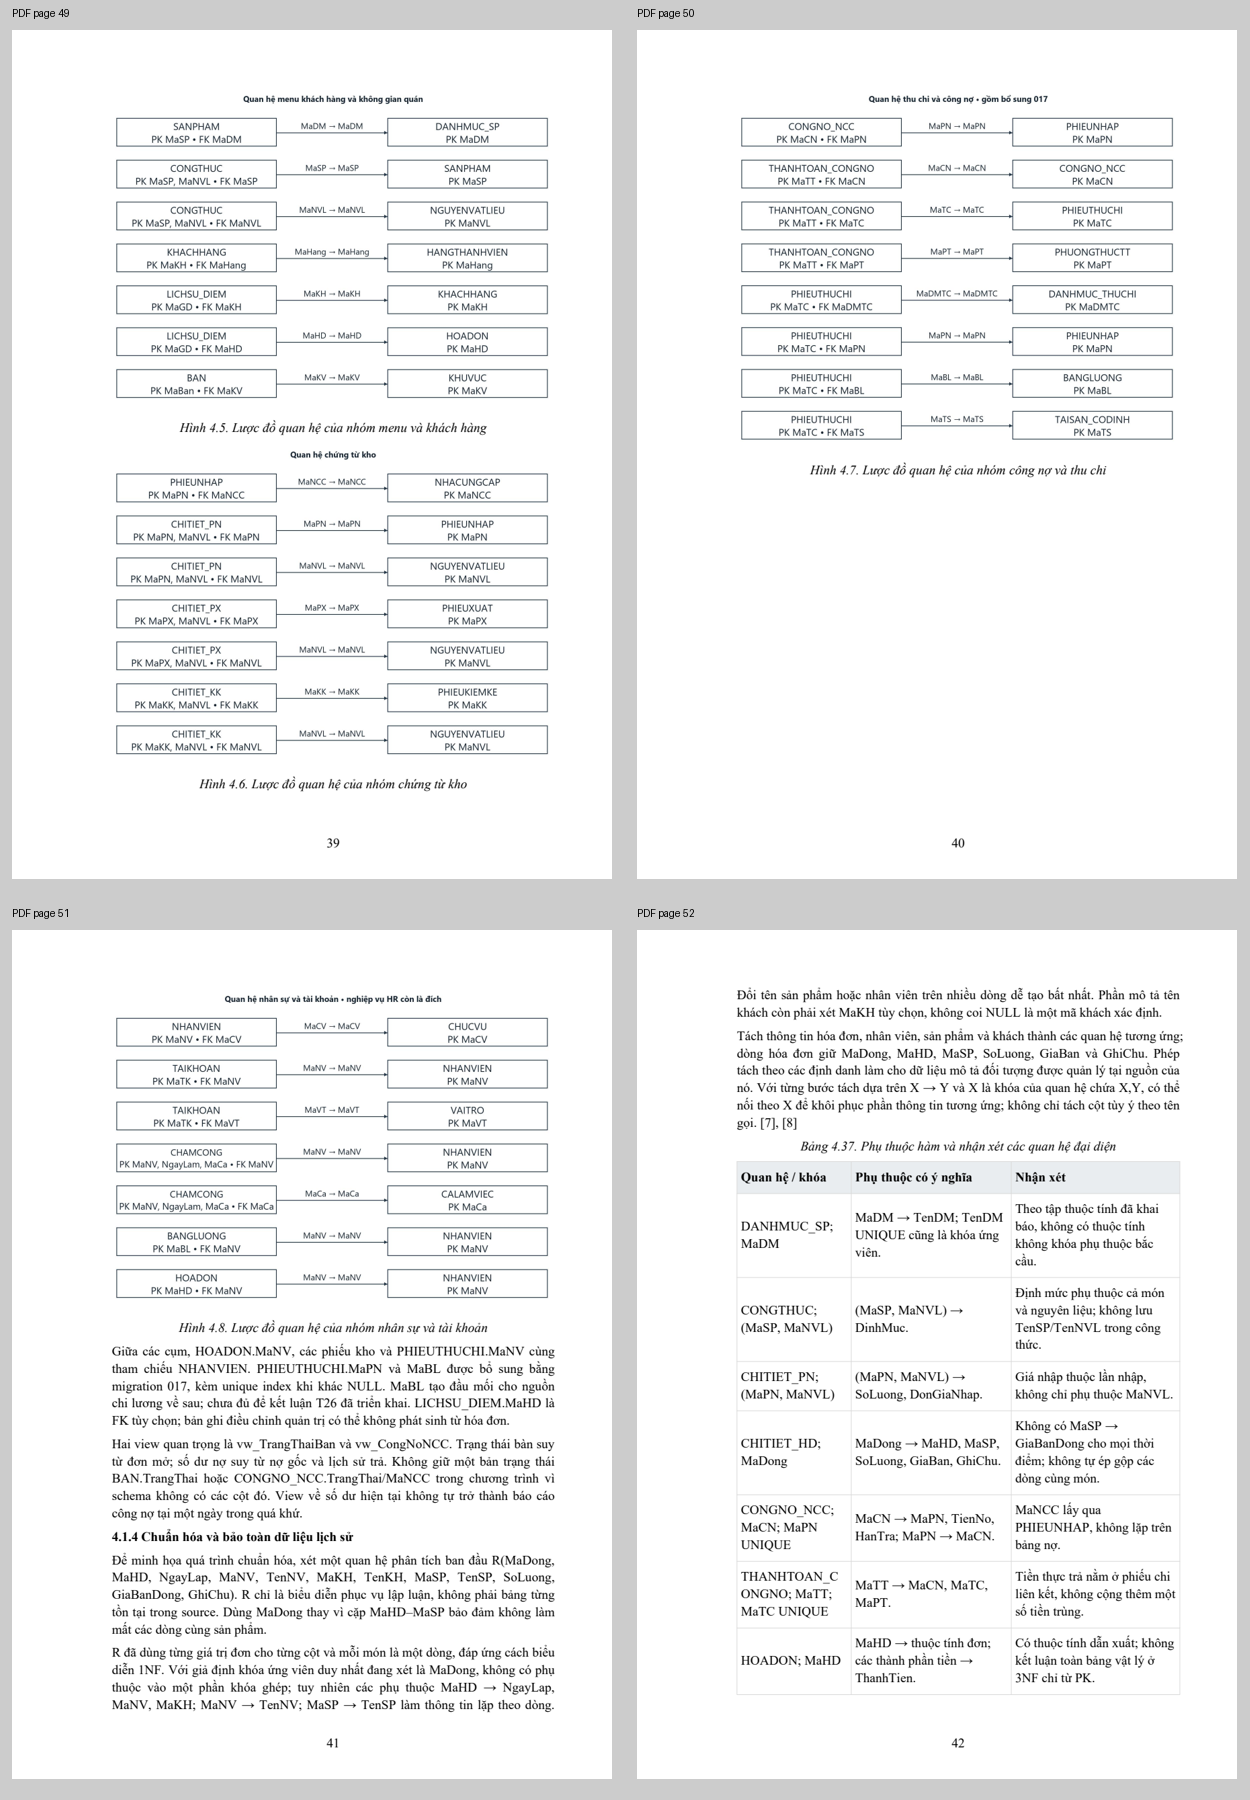 PDF page 49
Quan hệ menu khách hàng và không gian quán
SANPHAM
PK MaSP • FK MaDM
MaDM → MaDM
DANHMUC_SP
PK MaDM
CONGTHUC
PK MaSP, MaNVL • FK MaSP
MaSP → MaSP
SANPHAM
PK MaSP
CONGTHUC
PK MaSP, MaNVL • FK MaNVL
MaNVL → MaNVL
NGUYENVATLIEU
PK MaNVL
KHACHHANG
PK MaKH • FK MaHang
MaHang → MaHang
HANGTHANHVIEN
PK MaHang
LICHSU_DIEM
PK MaGD • FK MaKH
MaKH → MaKH
KHACHHANG
PK MaKH
LICHSU_DIEM
PK MaGD • FK MaHD
MaHD → MaHD
HOADON
PK MaHD
BAN
PK MaBan • FK MaKV
MaKV → MaKV
KHUVUC
PK MaKV
Hình 4.5. Lược đồ quan hệ của nhóm menu và khách hàng
Quan hệ chứng từ kho
PHIEUNHAP
PK MaPN • FK MaNCC
MaNCC → MaNCC
NHACUNGCAP
PK MaNCC
CHITIET_PN
PK MaPN, MaNVL • FK MaPN
MaPN → MaPN
PHIEUNHAP
PK MaPN
CHITIET_PN
PK MaPN, MaNVL • FK MaNVL
MaNVL → MaNVL
NGUYENVATLIEU
PK MaNVL
CHITIET_PX
PK MaPX, MaNVL • FK MaPX
MaPX → MaPX
PHIEUXUAT
PK MaPX
CHITIET_PX
PK MaPX, MaNVL • FK MaNVL
MaNVL → MaNVL
NGUYENVATLIEU
PK MaNVL
CHITIET_KK
PK MaKK, MaNVL • FK MaKK
MaKK → MaKK
PHIEUKIEMKE
PK MaKK
CHITIET_KK
PK MaKK, MaNVL • FK MaNVL
MaNVL → MaNVL
NGUYENVATLIEU
PK MaNVL
Hình 4.6. Lược đồ quan hệ của nhóm chứng từ kho
39
PDF page 50
Quan hệ thu chi và công nợ • gồm bổ sung 017
CONGNO_NCC
PK MaCN • FK MaPN
MaPN → MaPN
PHIEUNHAP
PK MaPN
THANHTOAN_CONGNO
PK MaTT • FK MaCN
MaCN → MaCN
CONGNO_NCC
PK MaCN
THANHTOAN_CONGNO
PK MaTT • FK MaTC
MaTC → MaTC
PHIEUTHUCHI
PK MaTC
THANHTOAN_CONGNO
PK MaTT • FK MaPT
MaPT → MaPT
PHUONGTHUCTT
PK MaPT
PHIEUTHUCHI
PK MaTC • FK MaDMTC
MaDMTC → MaDMTC
DANHMUC_THUCHI
PK MaDMTC
PHIEUTHUCHI
PK MaTC • FK MaPN
MaPN → MaPN
PHIEUNHAP
PK MaPN
PHIEUTHUCHI
PK MaTC • FK MaBL
MaBL → MaBL
BANGLUONG
PK MaBL
PHIEUTHUCHI
PK MaTC • FK MaTS
MaTS → MaTS
TAISAN_CODINH
PK MaTS
Hình 4.7. Lược đồ quan hệ của nhóm công nợ và thu chi
40
PDF page 51
Quan hệ nhân sự và tài khoản • nghiệp vụ HR còn là đích
NHANVIEN
PK MaNV • FK MaCV
MaCV → MaCV
CHUCVU
PK MaCV
TAIKHOAN
PK MaTK • FK MaNV
MaNV → MaNV
NHANVIEN
PK MaNV
TAIKHOAN
PK MaTK • FK MaVT
MaVT → MaVT
VAITRO
PK MaVT
CHAMCONG
PK MaNV, NgayLam, MaCa • FK MaNV
MaNV → MaNV
NHANVIEN
PK MaNV
CHAMCONG
PK MaNV, NgayLam, MaCa • FK MaCa
MaCa → MaCa
CALAMVIEC
PK MaCa
BANGLUONG
PK MaBL • FK MaNV
MaNV → MaNV
NHANVIEN
PK MaNV
HOADON
PK MaHD • FK MaNV
MaNV → MaNV
NHANVIEN
PK MaNV
Hình 4.8. Lược đồ quan hệ của nhóm nhân sự và tài khoản
Giữa các cụm, HOADON.MaNV, các phiếu kho và PHIEUTHUCHI.MaNV cùng
tham chiếu NHANVIEN. PHIEUTHUCHI.MaPN và MaBL được bổ sung bằng
migration 017, kèm unique index khi khác NULL. MaBL tạo đầu mối cho nguồn
chi lương về sau; chưa đủ để kết luận T26 đã triển khai. LICHSU_DIEM.MaHD là
FK tùy chọn; bản ghi điều chỉnh quản trị có thể không phát sinh từ hóa đơn.
Hai view quan trọng là vw_TrangThaiBan và vw_CongNoNCC. Trạng thái bàn suy
từ đơn mở; số dư nợ suy từ nợ gốc và lịch sử trả. Không giữ một bản trạng thái
BAN.TrangThai hoặc CONGNO_NCC.TrangThai/MaNCC trong chương trình vì
schema không có các cột đó. View về số dư hiện tại không tự trở thành báo cáo
công nợ tại một ngày trong quá khứ.
4.1.4 Chuẩn hóa và bảo toàn dữ liệu lịch sử
Để minh họa quá trình chuẩn hóa, xét một quan hệ phân tích ban đầu R(MaDong,
MaHD, NgayLap, MaNV, TenNV, MaKH, TenKH, MaSP, TenSP, SoLuong,
GiaBanDong, GhiChu). R chỉ là biểu diễn phục vụ lập luận, không phải bảng từng
tồn tại trong source. Dùng MaDong thay vì cặp MaHD–MaSP bảo đảm không làm
mất các dòng cùng sản phẩm.
R đã dùng từng giá trị đơn cho từng cột và mỗi món là một dòng, đáp ứng cách biểu
diễn 1NF. Với giả định khóa ứng viên duy nhất đang xét là MaDong, không có phụ
thuộc vào một phần khóa ghép; tuy nhiên các phụ thuộc MaHD → NgayLap,
MaNV, MaKH; MaNV → TenNV; MaSP → TenSP làm thông tin lặp theo dòng.
41
PDF page 52
Đổi tên sản phẩm hoặc nhân viên trên nhiều dòng dễ tạo bất nhất. Phần mô tả tên
khách còn phải xét MaKH tùy chọn, không coi NULL là một mã khách xác định.
Tách thông tin hóa đơn, nhân viên, sản phẩm và khách thành các quan hệ tương ứng;
dòng hóa đơn giữ MaDong, MaHD, MaSP, SoLuong, GiaBan và GhiChu. Phép
tách theo các định danh làm cho dữ liệu mô tả đối tượng được quản lý tại nguồn của
nó. Với từng bước tách dựa trên X → Y và X là khóa của quan hệ chứa X,Y, có thể
nối theo X để khôi phục phần thông tin tương ứng; không chỉ tách cột tùy ý theo tên
gọi. [7], [8]
Bảng 4.37. Phụ thuộc hàm và nhận xét các quan hệ đại diện
Quan hệ / khóa
Phụ thuộc có ý nghĩa
Nhận xét
DANHMUC_SP;
MaDM
MaDM → TenDM; TenDM
UNIQUE cũng là khóa ứng
viên.
Theo tập thuộc tính đã khai
báo, không có thuộc tính
không khóa phụ thuộc bắc
cầu.
CONGTHUC;
(MaSP, MaNVL)
(MaSP, MaNVL) →
DinhMuc.
Định mức phụ thuộc cả món
và nguyên liệu; không lưu
TenSP/TenNVL trong công
thức.
CHITIET_PN;
(MaPN, MaNVL)
(MaPN, MaNVL) →
SoLuong, DonGiaNhap.
Giá nhập thuộc lần nhập,
không chỉ phụ thuộc MaNVL.
CHITIET_HD;
MaDong
MaDong → MaHD, MaSP,
SoLuong, GiaBan, GhiChu.
Không có MaSP →
GiaBanDong cho mọi thời
điểm; không tự ép gộp các
dòng cùng món.
CONGNO_NCC;
MaCN; MaPN
UNIQUE
MaCN → MaPN, TienNo,
HanTra; MaPN → MaCN.
MaNCC lấy qua
PHIEUNHAP, không lặp trên
bảng nợ.
THANHTOAN_C
ONGNO; MaTT;
MaTC UNIQUE
MaTT → MaCN, MaTC,
MaPT.
Tiền thực trả nằm ở phiếu chi
liên kết, không cộng thêm một
số tiền trùng.
HOADON; MaHD
MaHD → thuộc tính đơn;
các thành phần tiền →
ThanhTien.
Có thuộc tính dẫn xuất; không
kết luận toàn bảng vật lý ở
3NF chỉ từ PK.
42